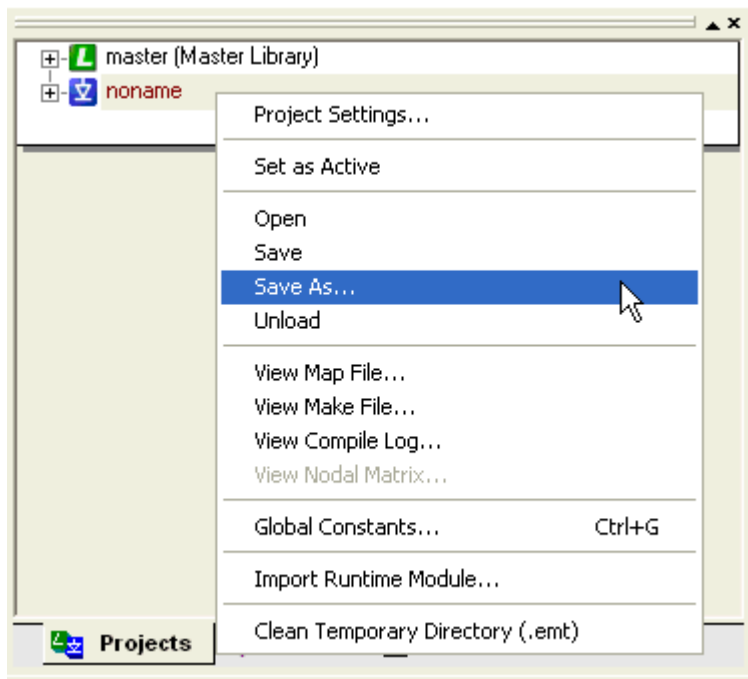 master (Master Library)
noname
Project Settings...
Set as Active
Open
Save
Save As...
Unload
View Map File...
View Make File...
View Compile Log...
View Nodal Matrix...
Global Constants... Ctrl+G
Import Runtime Module...
Clean Temporary Directory (.emt)
Projects